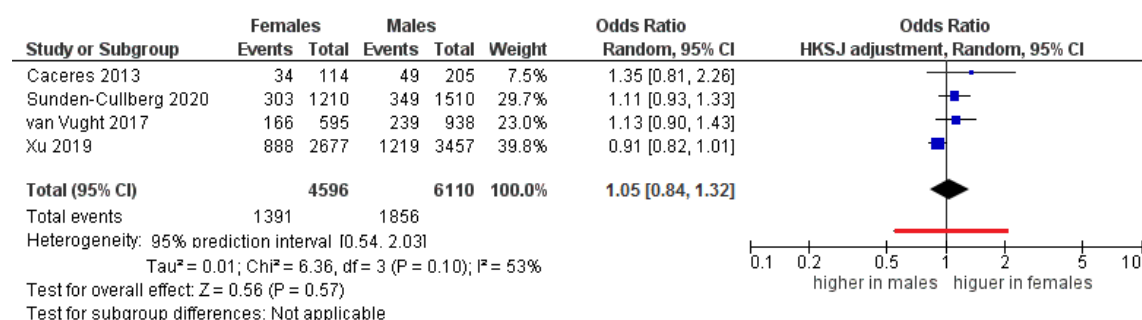 Females Males Odds Ratio Odds Ratio
Study or Subgroup Events Total Events Total Weight Random, 95% CI HKSJ adjustment, Random, 95% CI
Caceres 2013 34 114 49 205 7.5% 1.35 [0.81, 2.26]
Sunden-Cullberg 2020 303 1210 349 1510 29.7% 1.11 [0.93, 1.33]
van Vught 2017 166 595 239 938 23.0% 1.13 [0.90, 1.43]
Xu 2019 888 2677 1219 3457 39.8% 0.91 [0.82, 1.01]
Total (95% CI) 4596 6110 100.0% 1.05 [0.84, 1.32]
Total events 1391 1856
Heterogeneity: 95% prediction interval [0.54, 2.03]
Tau² = 0.01; Chi² = 6.36, df = 3 (P = 0.10); I² = 53%
Test for overall effect: Z = 0.56 (P = 0.57)
Test for subgroup differences: Not applicable
0.1 0.2 0.5 1 2 5 10
higher in males higuer in females